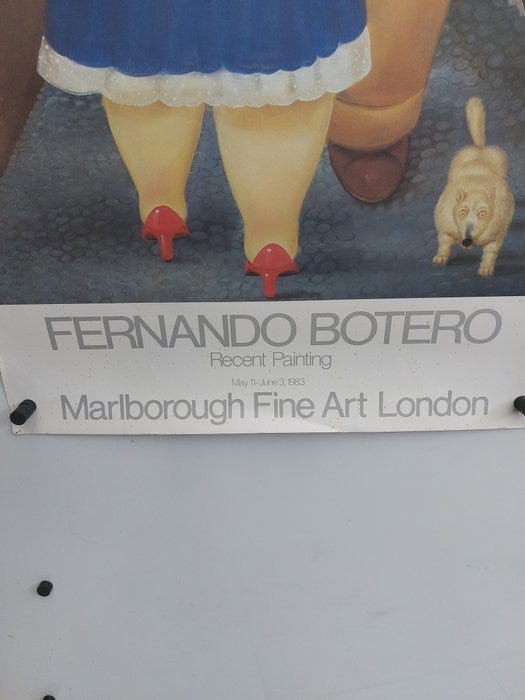 FERNANDO BOTERO
Recent Painting
May 11-June 3, 1983
Marlborough Fine Art London